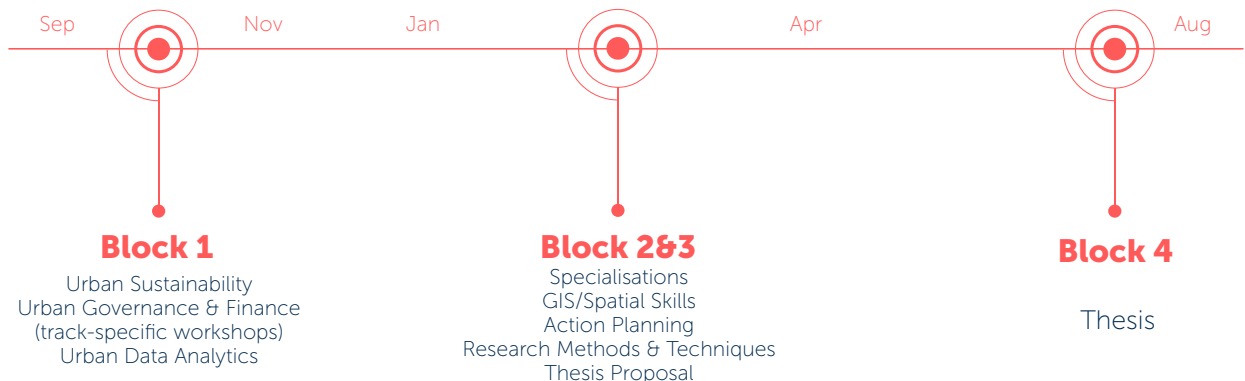 Sep
Nov
Jan
Apr
Aug
Block 1
Urban Sustainability
Urban Governance & Finance
(track-specific workshops)
Urban Data Analytics
Block 2&3
Specialisations
GIS/Spatial Skills
Action Planning
Research Methods & Techniques
Thesis Proposal
Block 4
Thesis